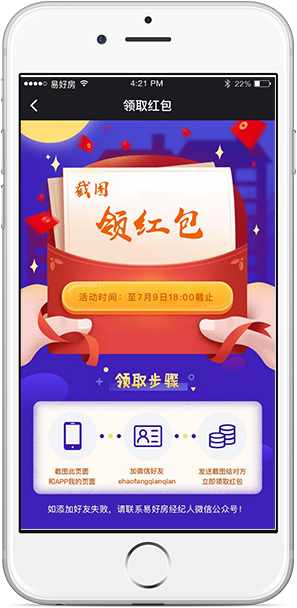 易好房 4:21 PM 22%
领取红包
截图
领红包
活动时间：至7月9日18:00截止
领取步骤
截图此页面
和APP我的页面
加微信好友
ehaofangqianqian
发送截图给对方
立即领取红包
如添加好友失败，请联系易好房经纪人微信公众号！